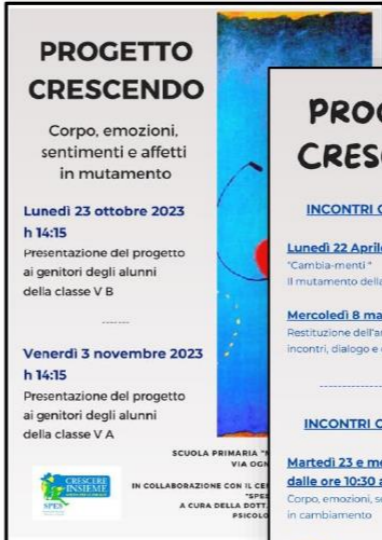 PROGETTO
CRESCENDO
Corpo, emozioni,
sentimenti e affetti
in mutamento
Lunedì 23 ottobre 2023
h 14:15
Presentazione del progetto
ai genitori degli alunni
della classe V B
Venerdì 3 novembre 2023
h 14:15
Presentazione del progetto
ai genitori degli alunni
della classe V A
SCUOLA PRIMARIA
VIA
IN COLLABORAZIONE CON IL
A CURA DELLA DOTT.
CRESCERE
INSIEME
SPES
INCONTRI
Lunedì 22 Aprile
"Cambia-menti"
Il mutamento della
Mercoledì 8
Restituzione
incontri, dialogo e
INCONTRI
Martedì 23 e
dalle ore 10:30
Corpo, emozioni,
in cambiamento